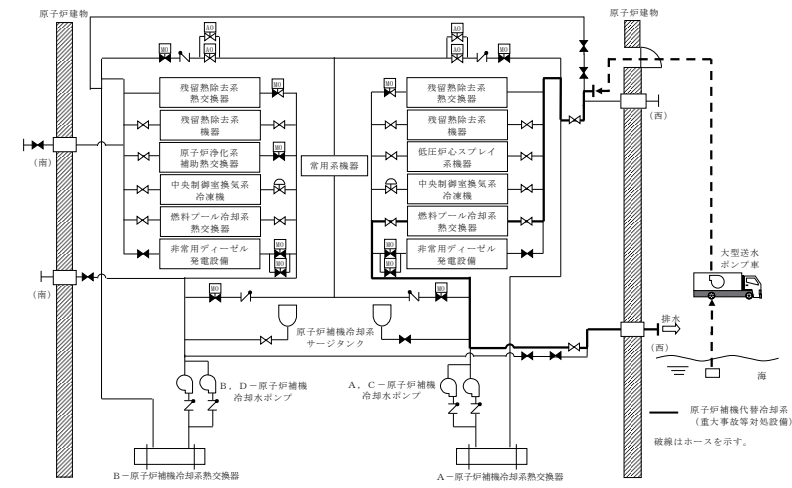 原子炉建物
原子炉建物
AO
AO
MO
AO
AO
MO
残留熱除去系
熱交換器
MO
MO
残留熱除去系
熱交換器
残留熱除去系
機器
残留熱除去系
機器
(西)
(南)
原子炉浄化系
補助熱交換器
MO
常用系機器
低圧炉心スプレイ
系機器
中央制御室換気系
冷凍機
中央制御室換気系
冷凍機
燃料プール冷却系
熱交換器
燃料プール冷却系
熱交換器
非常用ディーゼル
発電設備
MO
MO
MO
MO
非常用ディーゼル
発電設備
大型送水
ポンプ車
(南)
MO
MO
原子炉補機冷却系
サージタンク
排水
(西)
海
B,D-原子炉補機
冷却水ポンプ
A,C-原子炉補機
冷却水ポンプ
原子炉補機代替冷却系
(重大事故等対処設備)
破線はホースを示す。
B-原子炉補機冷却系熱交換器
A-原子炉補機冷却系熱交換器